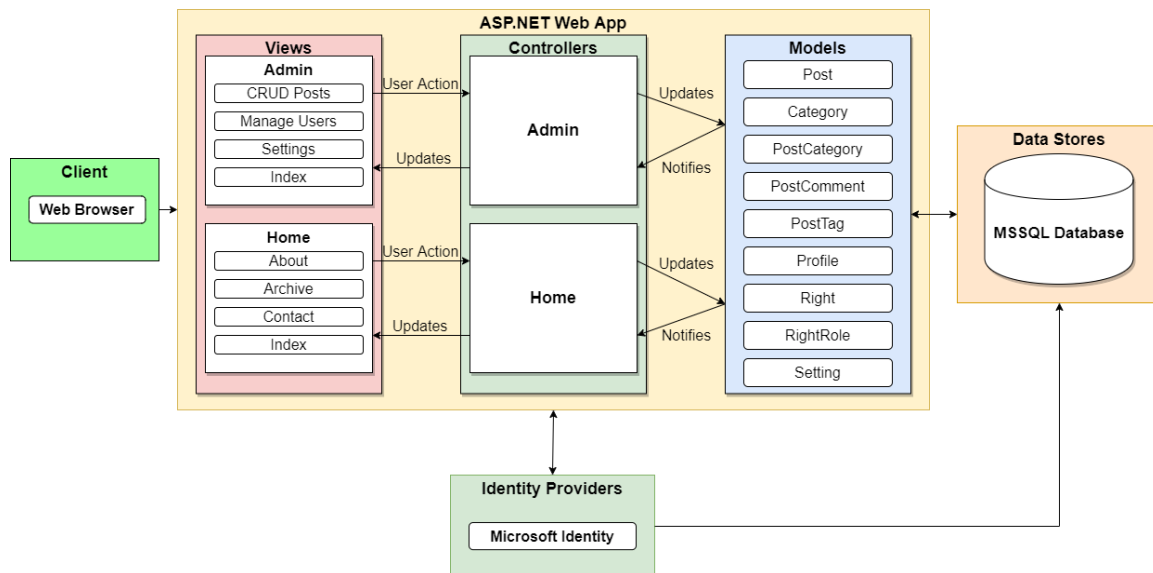 ASP.NET Web App
Views
Controllers
Models
Admin
CRUD Posts
Manage Users
Settings
Index
Home
About
Archive
Contact
Index
User Action
Updates
User Action
Updates
Admin
Home
Updates
Notifies
Updates
Notifies
Post
Category
PostCategory
PostComment
PostTag
Profile
Right
RightRole
Setting
Client
Web Browser
Data Stores
MSSQL Database
Identity Providers
Microsoft Identity